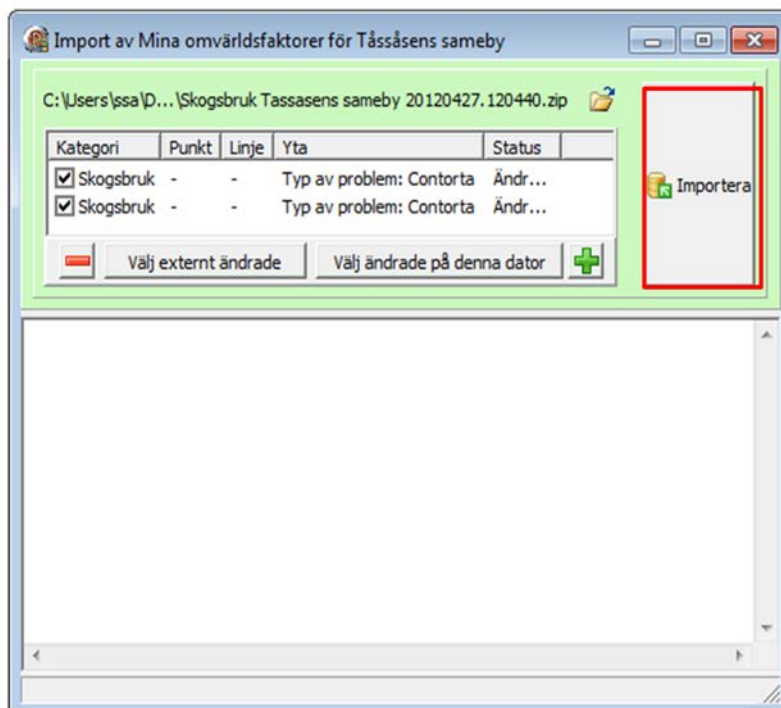 Import av Mina omvärldsfaktorer för Tåssåsens sameby
C:\Users\ssa\D...\Skogsbruk Tassasens sameby 20120427.120440.zip
Kategori Punkt Linje Yta Status
Skogsbruk - - Typ av problem: Contorta Ändr...
Skogsbruk - - Typ av problem: Contorta Ändr...
Välj externt ändrade Välj ändrade på denna dator
Importera